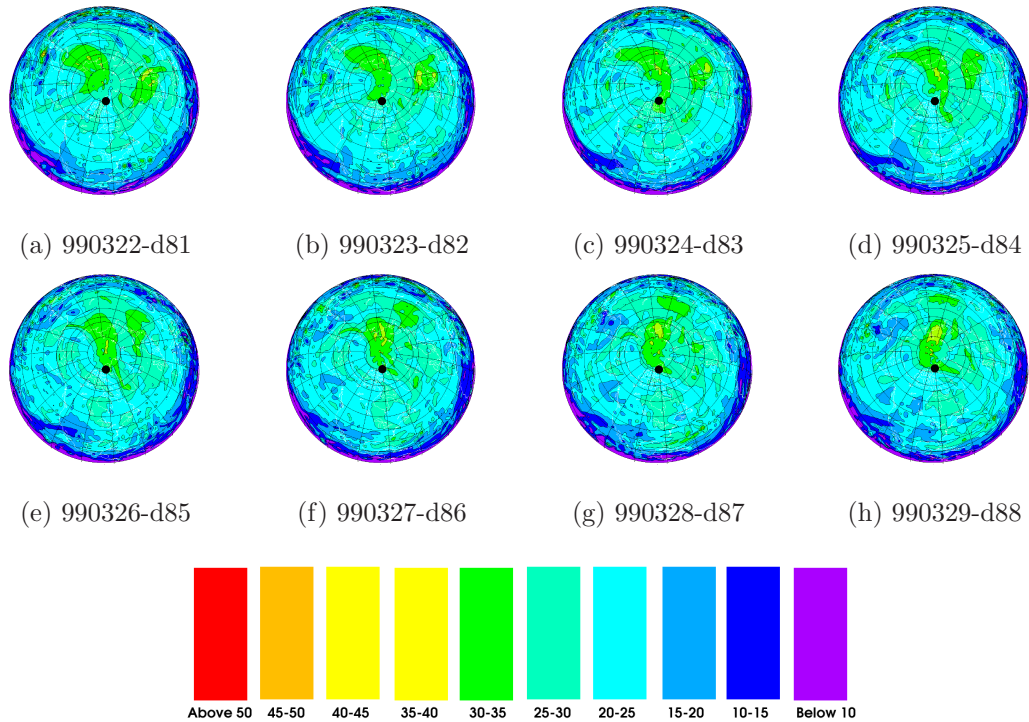 (a) 990322-d81 (b) 990323-d82 (c) 990324-d83 (d) 990325-d84
(e) 990326-d85 (f) 990327-d86 (g) 990328-d87 (h) 990329-d88
Above 50 45-50 40-45 35-40 30-35 25-30 20-25 15-20 10-15 Below 10